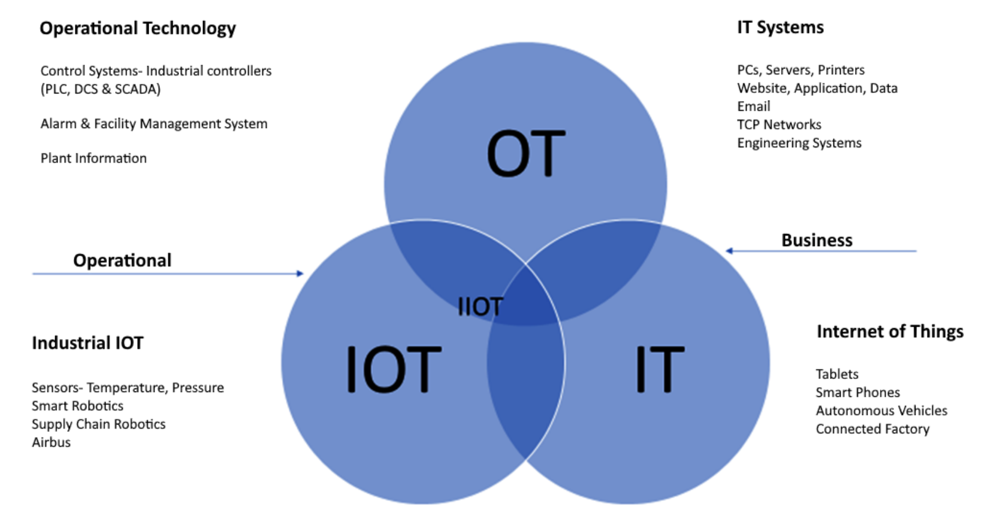 Operational Technology
Control Systems- Industrial controllers
(PLC, DCS & SCADA)
Alarm & Facility Management System
Plant Information
IT Systems
PCs, Servers, Printers
Website, Application, Data
Email
TCP Networks
Engineering Systems
OT
Operational
Business
IIOT
IOT
IT
Industrial IOT
Sensors- Temperature, Pressure
Smart Robotics
Supply Chain Robotics
Airbus
Internet of Things
Tablets
Smart Phones
Autonomous Vehicles
Connected Factory